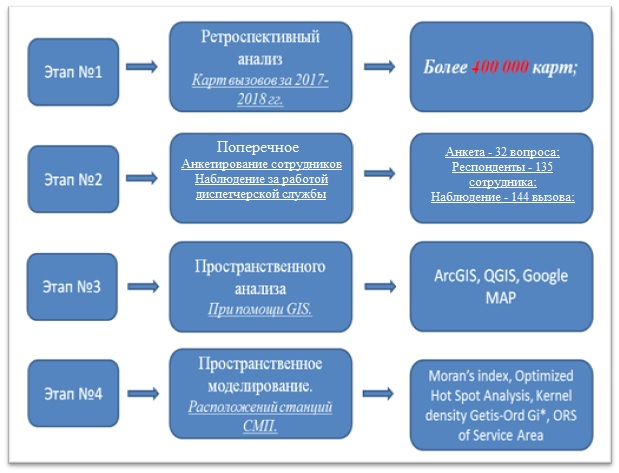 Этап №1
Ретроспективный
анализ
Карт вызовов за 2017-
2018 гг.
Более 400 000 карт;
Этап №2
Поперечное
Анкетирование сотрудников
Наблюдение за работой
диспетчерской службы
Анкета - 32 вопроса;
Респонденты - 135
сотрудника;
Наблюдение - 144 вызова;
Этап №3
Пространственного
анализа
При помощи GIS.
ArcGIS, QGIS, Google
MAP
Этап №4
Пространственное
моделирование.
Расположений станций
СМП.
Moran's index, Optimized
Hot Spot Analysis, Kernel
density Getis-Ord Gi*, ORS
of Service Area